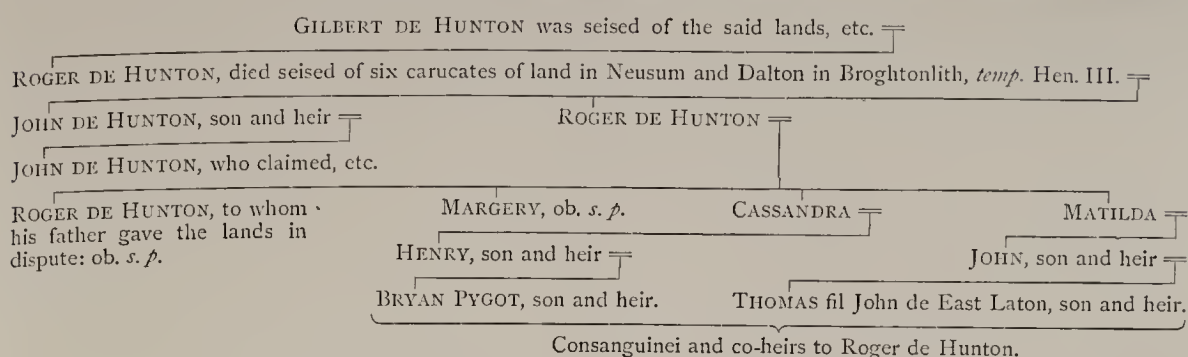 GILBERT DE HUNTON was seised of the said lands, etc.
ROGER DE HUNTON, died seised of six carucates of land in Neusum and Dalton in Broghtonlith, temp. Hen. III.
JOHN DE HUNTON, son and heir ROGER DE HUNTON
JOHN DE HUNTON, who claimed, etc.
ROGER DE HUNTON, to whom
his father gave the lands in
dispute: ob. s. p.
MARGERY, ob. s. p. CASSANDRA MATILDA
HENRY, son and heir JOHN, son and heir
BRYAN PYGOT, son and heir. THOMAS fil John de East Laton, son and heir.
Consanguinei and co-heirs to Roger de Hunton.